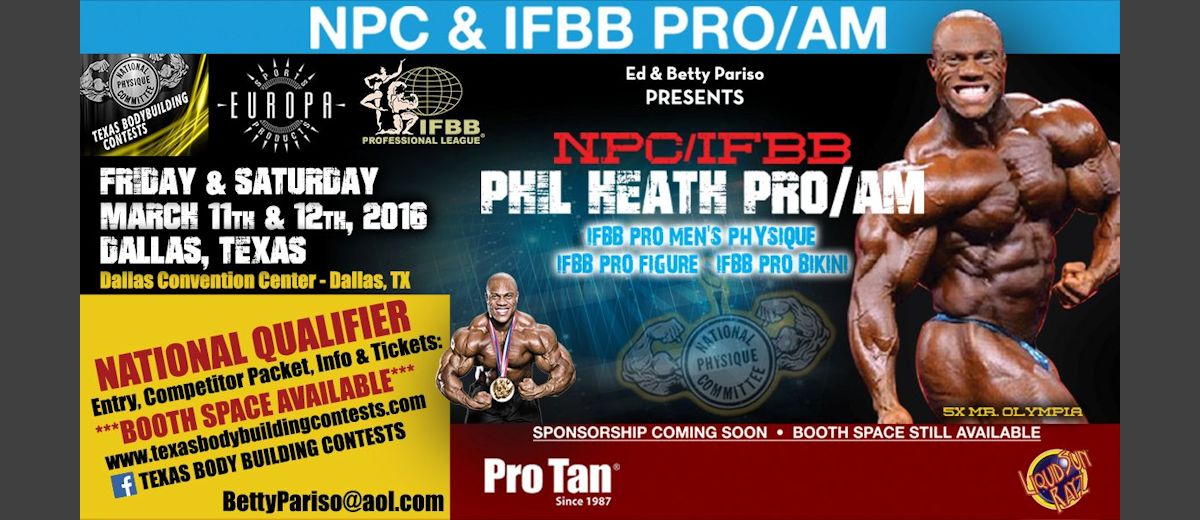 NPC & IFBB PRO/AM
NATIONAL
PHYSIQUE
COMMITTEE
TEXAS BODYBUILDING
CONTESTS
SPORTS
EUROPA
PRODUCTS
IFBB
PROFESSIONAL LEAGUE®
Ed & Betty Pariso
PRESENTS
NPC/IFBB
PHIL HEATH PRO/AM
IFBB PRO MEN'S PHYSIQUE
IFBB PRO FIGURE IFBB PRO BIKINI
FRIDAY & SATURDAY
MARCH 11TH & 12TH, 2016
DALLAS, TEXAS
Dallas Convention Center - Dallas, TX
NATIONAL QUALIFIER
Entry, Competitor Packet, Info & Tickets:
***BOOTH SPACE AVAILABLE***
www.texasbodybuildingcontests.com
f TEXAS BODY BUILDING CONTESTS
BettyPariso@aol.com
NATIONAL
PHYSIQUE
COMMITTEE
5X MR. OLYMPIA
SPONSORSHIP COMING SOON • BOOTH SPACE STILL AVAILABLE
Pro Tan®
Since 1987
LIQUID SUN
RAYZ